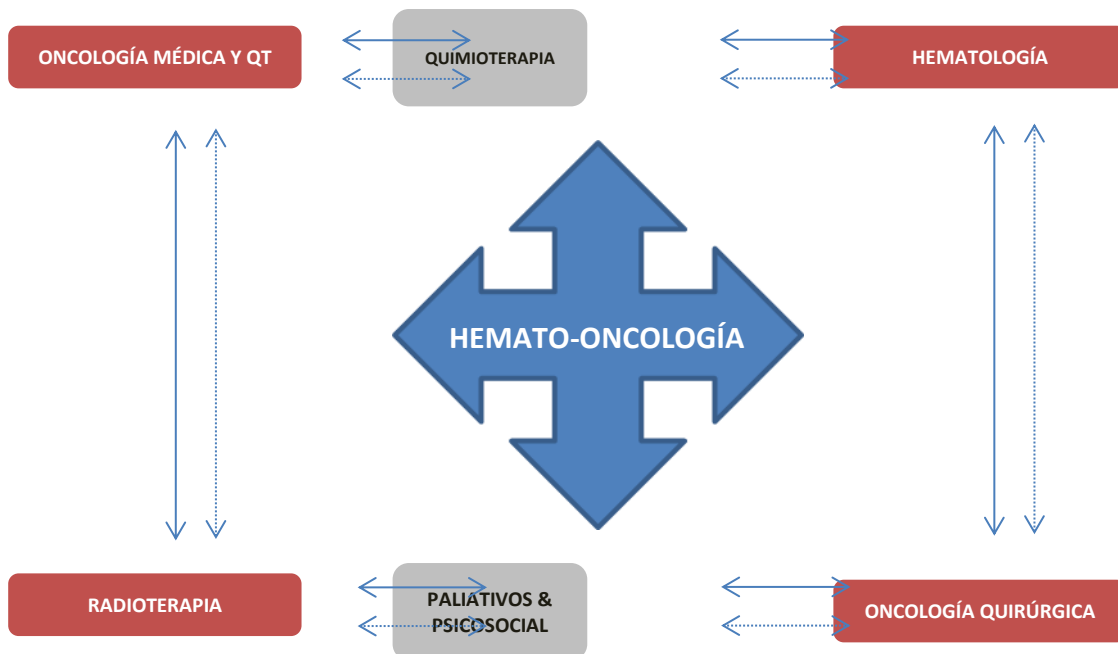 ONCOLOGÍA MÉDICA Y QT
QUIMIOTERAPIA
HEMATOLOGÍA
HEMATO-ONCOLOGÍA
RADIOTERAPIA
PALIATIVOS &
PSICOSOCIAL
ONCOLOGÍA QUIRÚRGICA